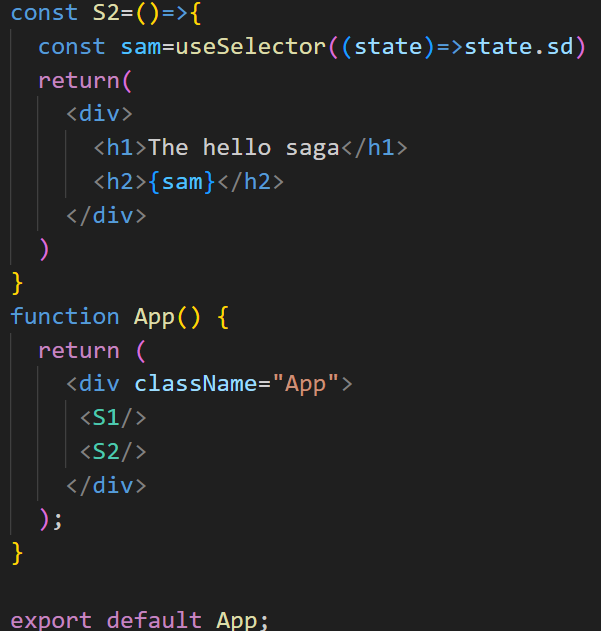 const S2=()=>{
const sam=useSelector((state)=>state.sd)
return(
<div>
<h1>The hello saga</h1>
<h2>{sam}</h2>
</div>
)
}
function App() {
return (
<div className="App">
<S1/>
<S2/>
</div>
);
}
export default App;